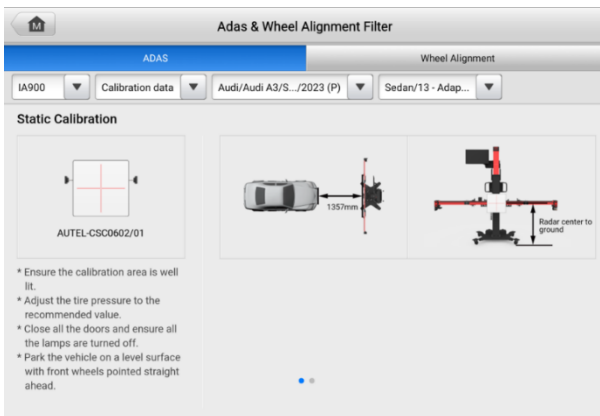 M
Adas & Wheel Alignment Filter
ADAS
Wheel Alignment
IA900
Calibration data
Audi/Audi A3/S.../2023 (P)
Sedan/13 - Adap...
Static Calibration
AUTEL-CSC0602/01
1357mm
Radar center to
ground
* Ensure the calibration area is well
lit.
* Adjust the tire pressure to the
recommended value.
* Close all the doors and ensure all
the lamps are turned off.
* Park the vehicle on a level surface
with front wheels pointed straight
ahead.